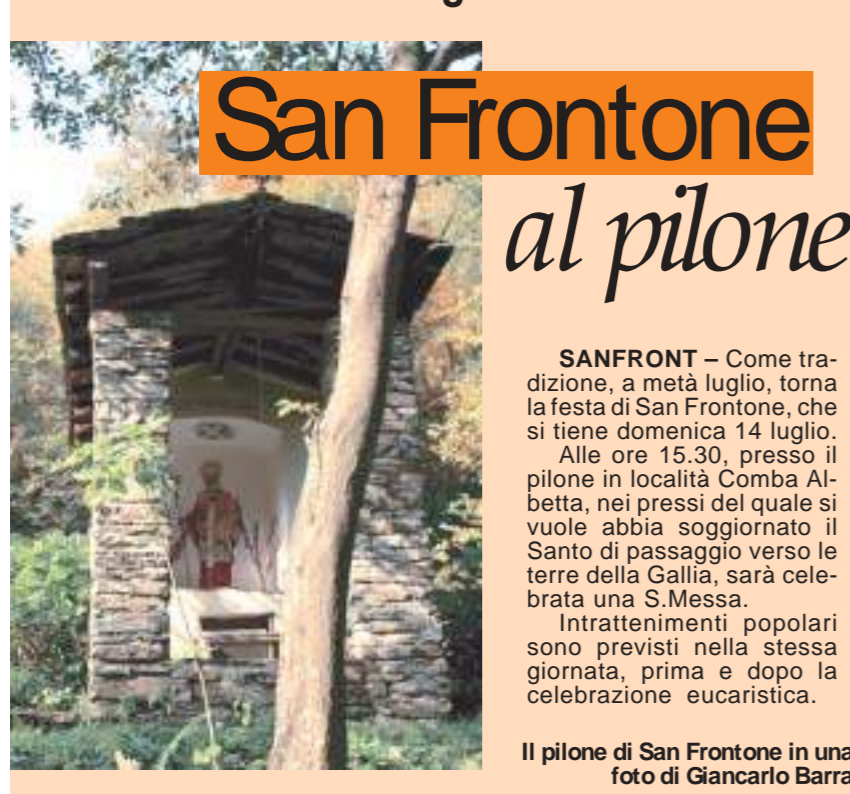 San Frontone
al pilone
SANFRONT – Come tra-
dizione, a metà luglio, torna
la festa di San Frontone, che
si tiene domenica 14 luglio.
Alle ore 15.30, presso il
pilone in località Comba Al-
betta, nei pressi del quale si
vuole abbia soggiornato il
Santo di passaggio verso le
terre della Gallia, sarà cele-
brata una S.Messa.
Intrattenimenti popolari
sono previsti nella stessa
giornata, prima e dopo la
celebrazione eucaristica.
Il pilone di San Frontone in una
foto di Giancarlo Barra